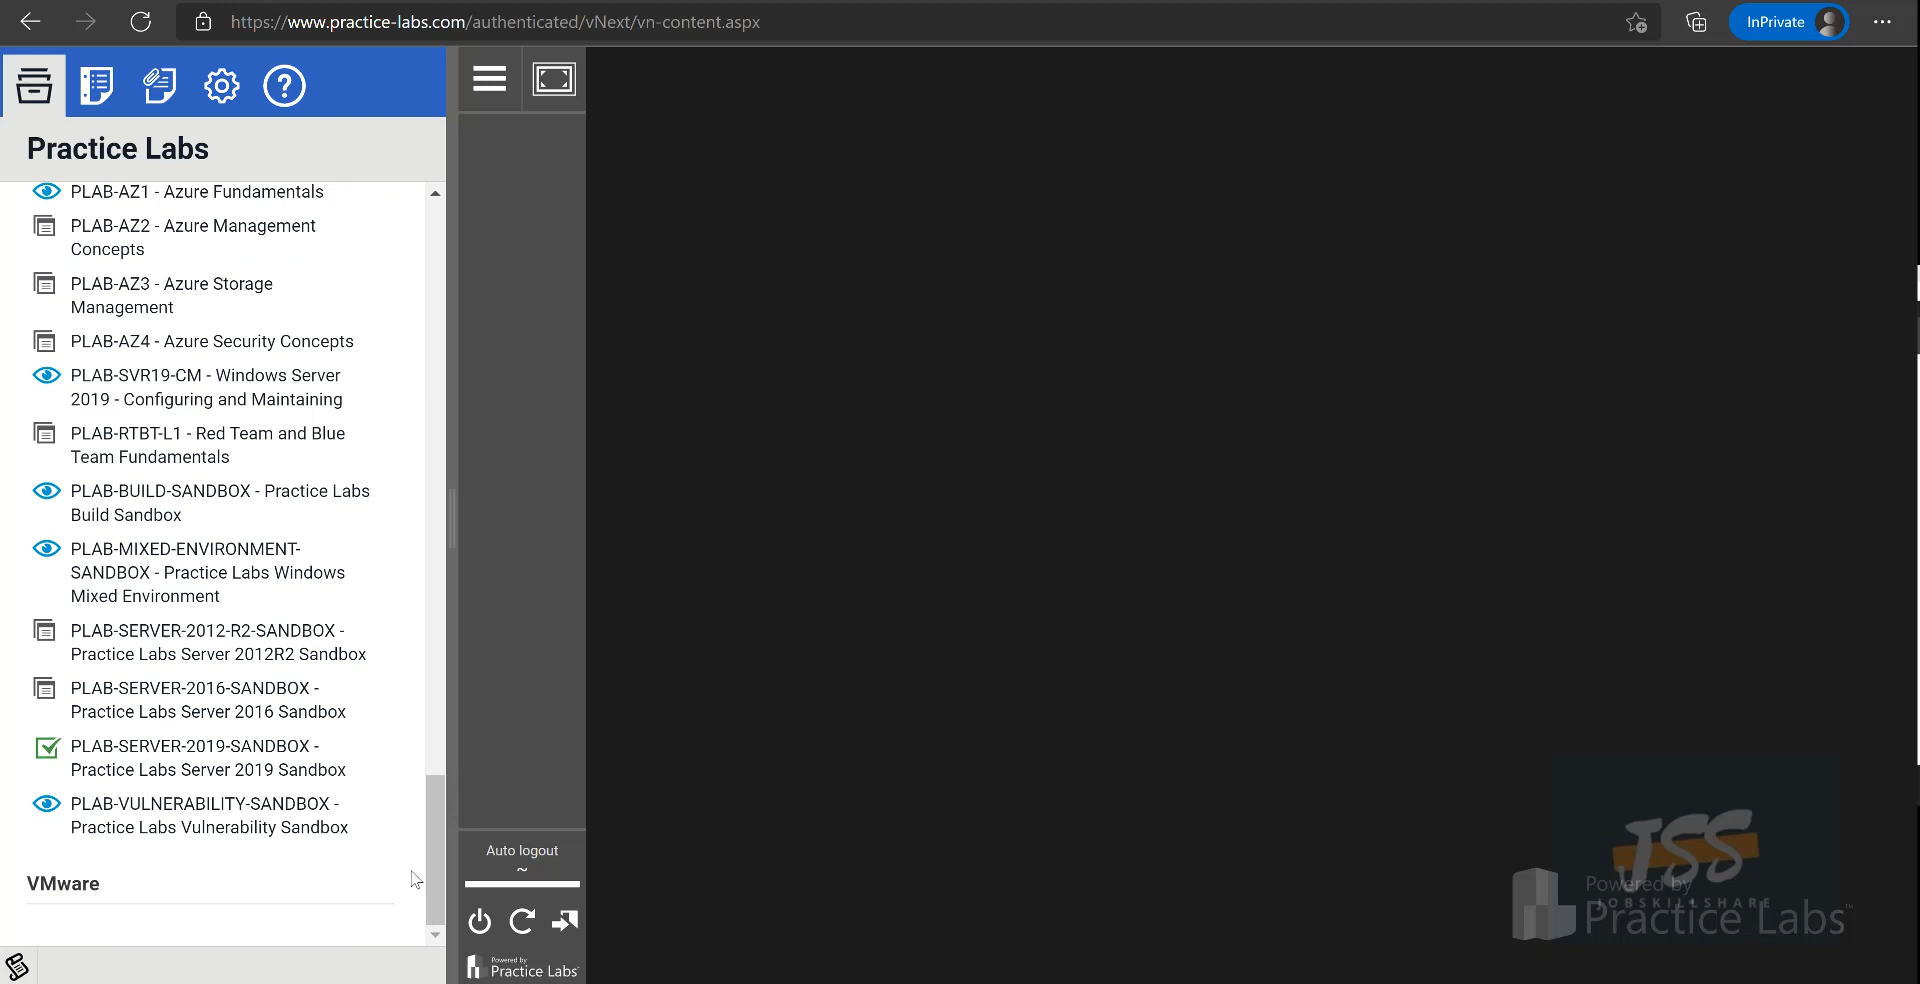 https://www.practice-labs.com/authenticated/vNext/vn-content.aspx
InPrivate
Practice Labs
PLAB-AZ1 - Azure Fundamentals
PLAB-AZ2 - Azure Management
Concepts
PLAB-AZ3 - Azure Storage
Management
PLAB-AZ4 - Azure Security Concepts
PLAB-SVR19-CM - Windows Server
2019 - Configuring and Maintaining
PLAB-RTBT-L1 - Red Team and Blue
Team Fundamentals
PLAB-BUILD-SANDBOX - Practice Labs
Build Sandbox
PLAB-MIXED-ENVIRONMENT-
SANDBOX - Practice Labs Windows
Mixed Environment
PLAB-SERVER-2012-R2-SANDBOX -
Practice Labs Server 2012R2 Sandbox
PLAB-SERVER-2016-SANDBOX -
Practice Labs Server 2016 Sandbox
PLAB-SERVER-2019-SANDBOX -
Practice Labs Server 2019 Sandbox
PLAB-VULNERABILITY-SANDBOX -
Practice Labs Vulnerability Sandbox
VMware
Auto logout
~
Powered by
Practice Labs
JSS
JOBSKILLSHARE
Powered by
Practice Labs™